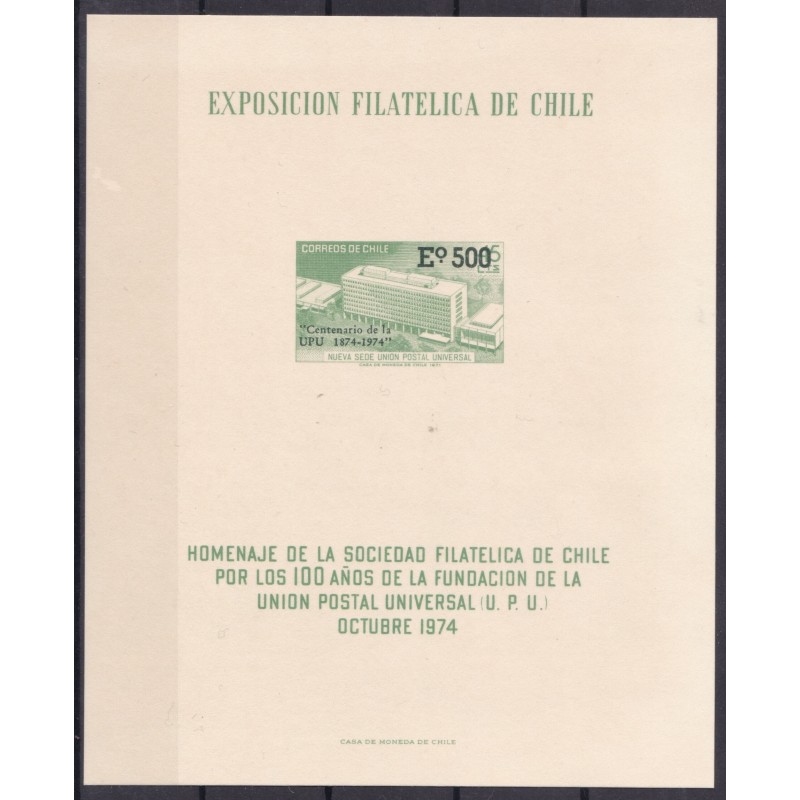 EXPOSICION FILATELICA DE CHILE
CORREOS DE CHILE
Eº 500
"Centenario de la
UPU 1874-1974"
NUEVA SEDE UNION POSTAL UNIVERSAL
CASA DE MONEDA DE CHILE 1971
HOMENAJE DE LA SOCIEDAD FILATELICA DE CHILE
POR LOS 100 AÑOS DE LA FUNDACION DE LA
UNION POSTAL UNIVERSAL (U. P. U.)
OCTUBRE 1974
CASA DE MONEDA DE CHILE